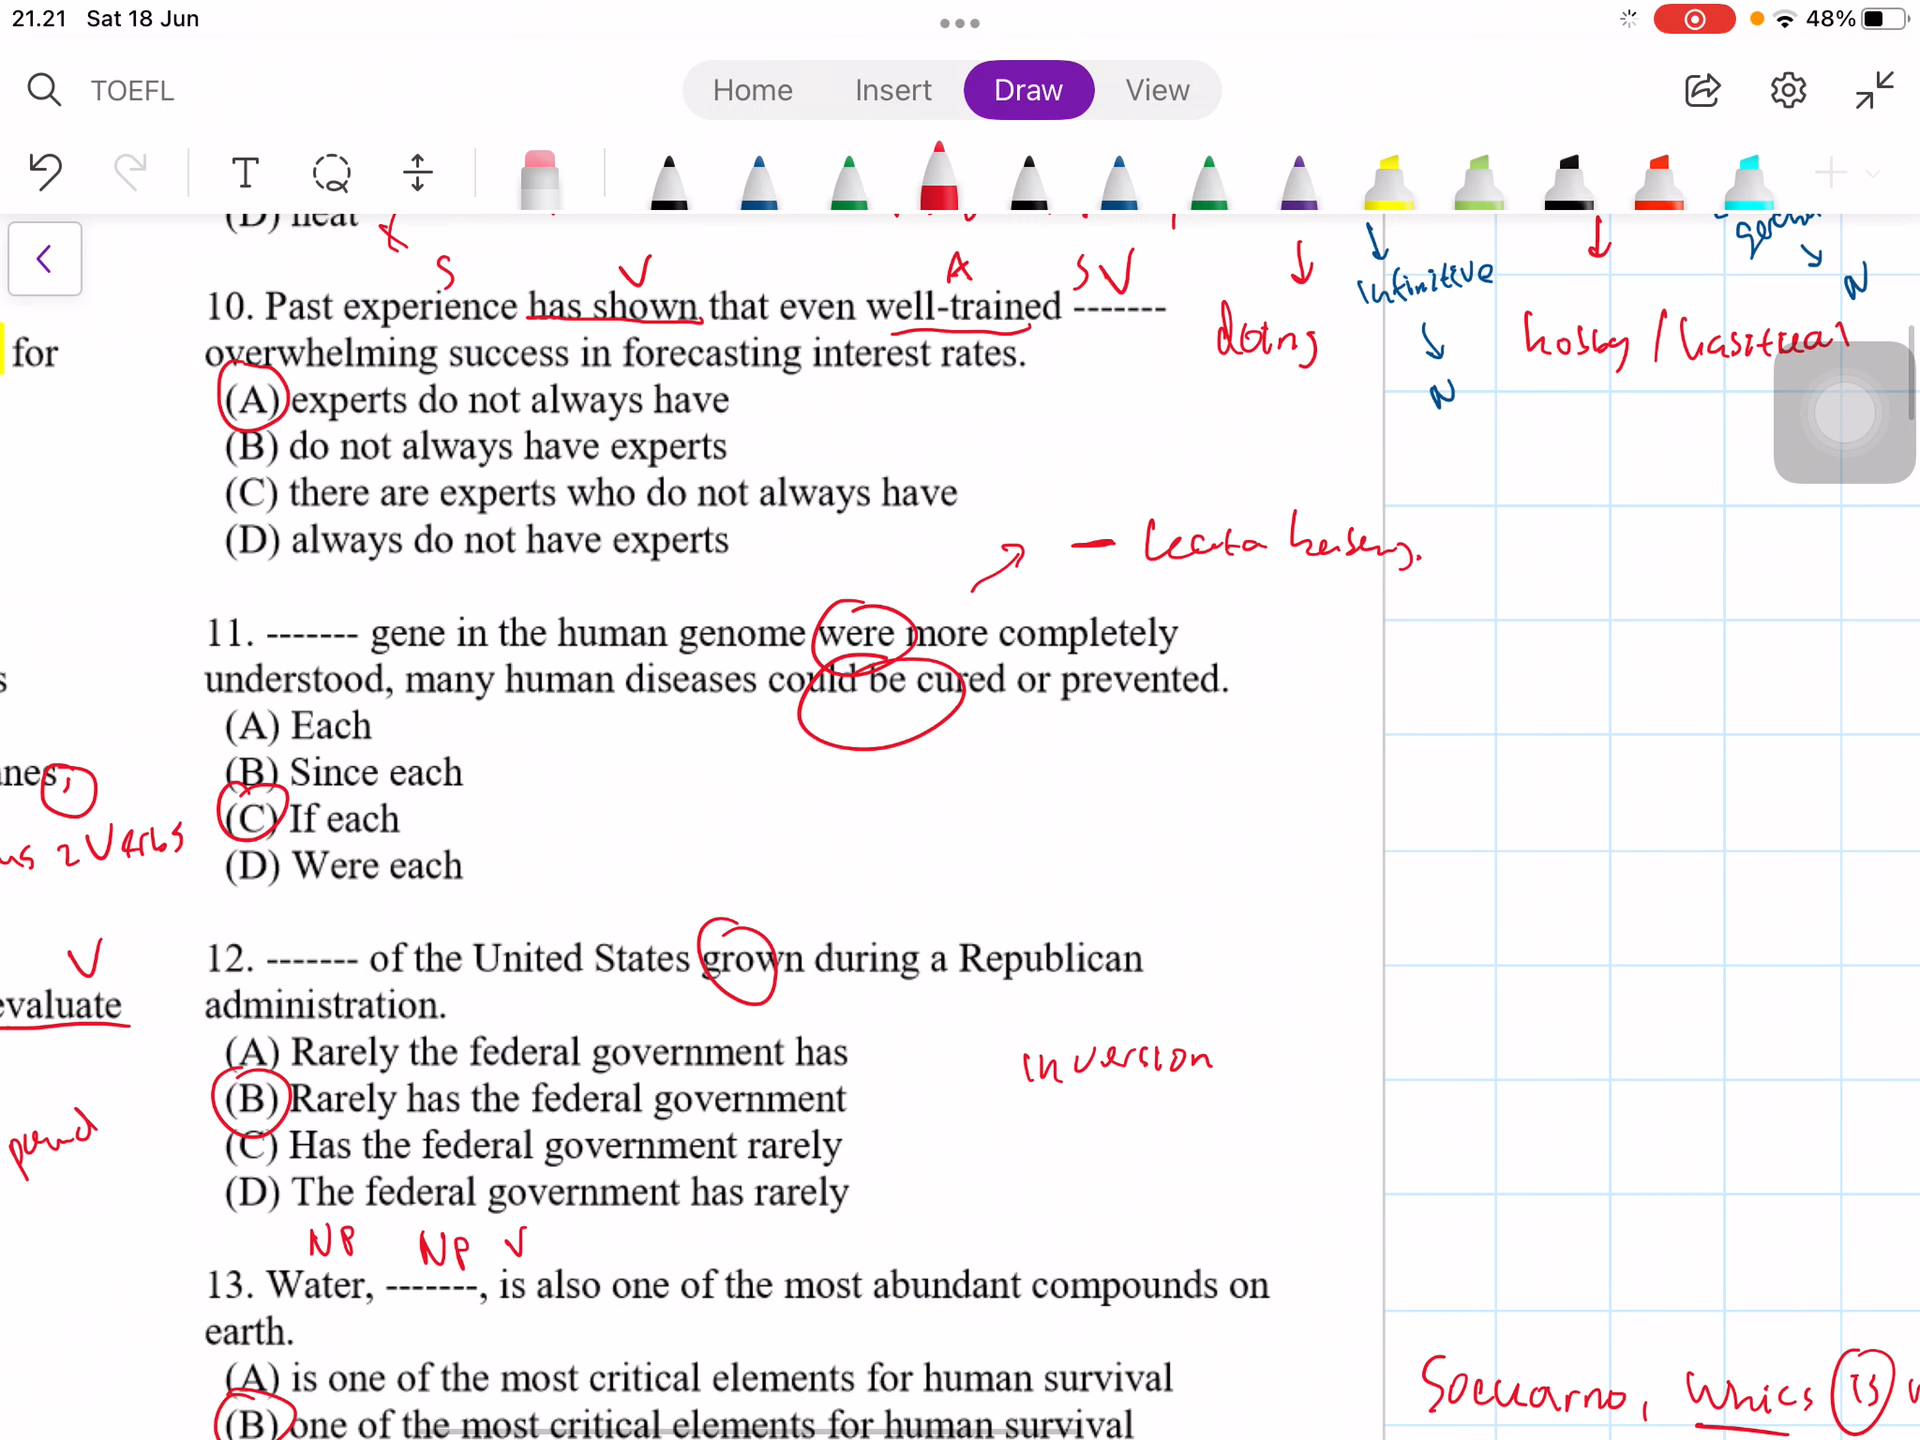 21.21 Sat 18 Jun
48%
TOEFL
Home Insert Draw View
(D) heat
S V A SV
infinitive
N
N
10. Past experience has shown that even well-trained -------
overwhelming success in forecasting interest rates.
doing
for
(A) experts do not always have
(B) do not always have experts
(C) there are experts who do not always have
(D) always do not have experts
11. ------- gene in the human genome were more completely
understood, many human diseases could be cured or prevented.
s
(A) Each
(B) Since each
(C) If each
(D) Were each
nes,
2 Verbs
12. ------- of the United States grown during a Republican
administration.
V
evaluate
(A) Rarely the federal government has
(B) Rarely has the federal government
(C) Has the federal government rarely
(D) The federal government has rarely
inversion
NP NP V
13. Water, -------, is also one of the most abundant compounds on
earth.
(A) is one of the most critical elements for human survival
(B) one of the most critical elements for human survival
Soekarno, is